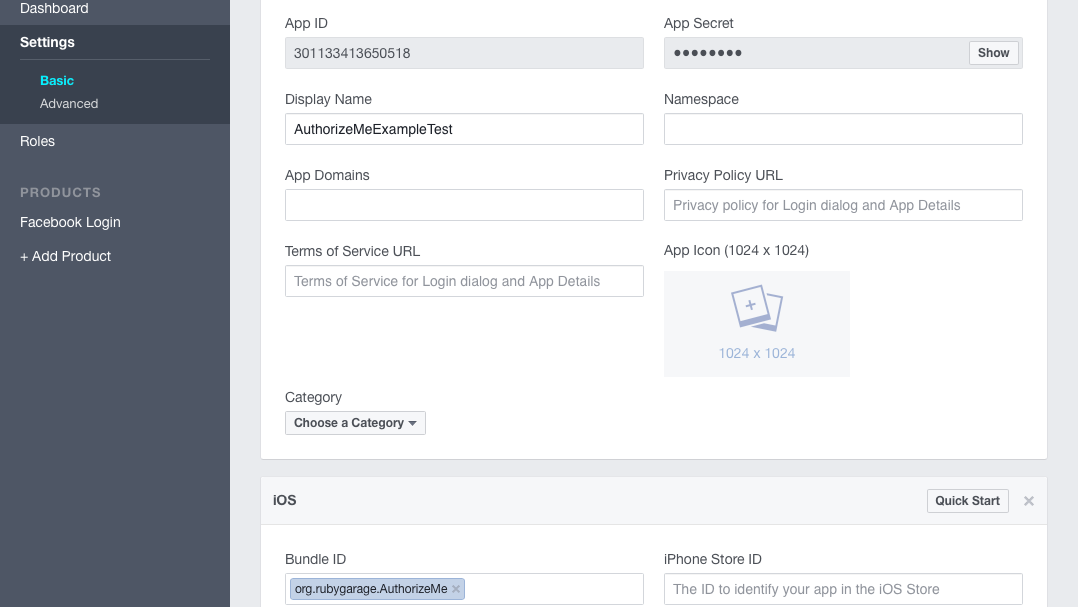 Dashboard
Settings
Basic
Advanced
Roles
PRODUCTS
Facebook Login
+ Add Product
App ID
301133413650518
App Secret
●●●●●●●●
Show
Display Name
AuthorizeMeExampleTest
Namespace
App Domains
Privacy Policy URL
Privacy policy for Login dialog and App Details
Terms of Service URL
Terms of Service for Login dialog and App Details
App Icon (1024 x 1024)
1024 x 1024
Category
Choose a Category
iOS
Quick Start
Bundle ID
org.rubygarage.AuthorizeMe
iPhone Store ID
The ID to identify your app in the iOS Store